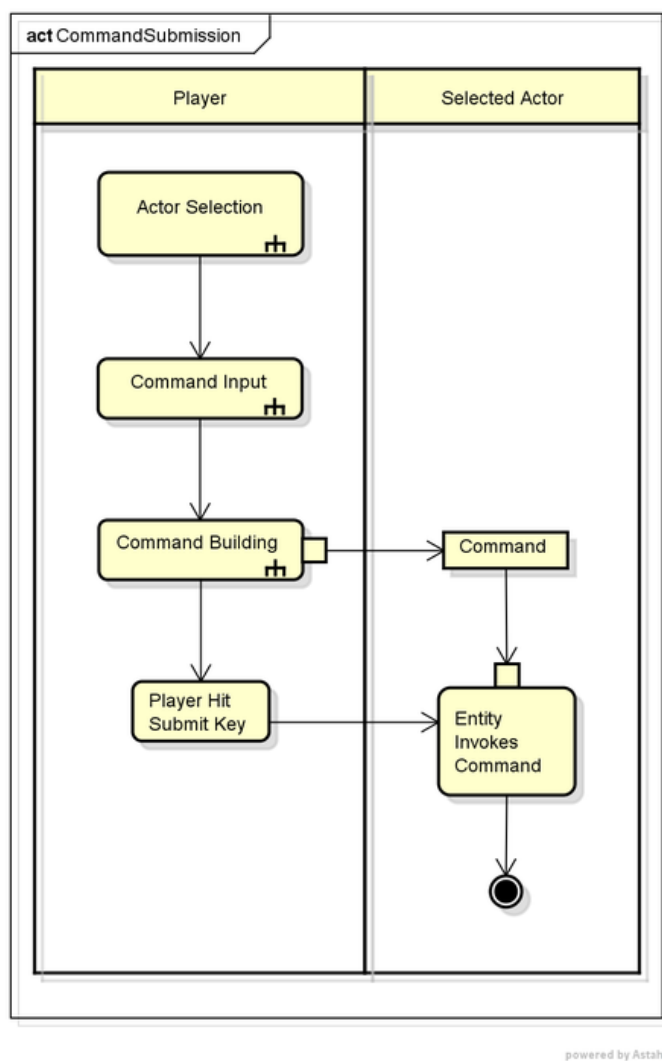 act CommandSubmission
Player
Selected Actor
Actor Selection
Command Input
Command Building
Command
Player Hit
Submit Key
Entity
Invokes
Command
powered by Astah